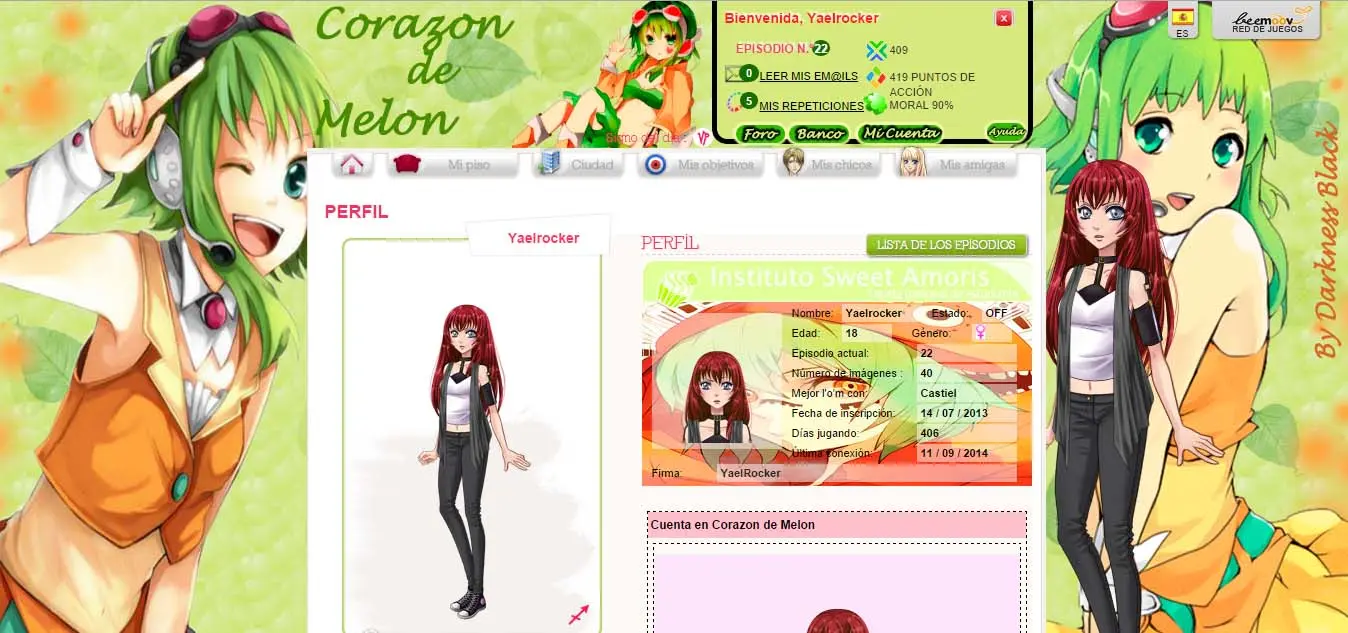 Corazon
de
Melon
Bienvenida, Yaelrocker
x
EPISODIO N.º22
409
0 LEER MIS EM@ILS
419 PUNTOS DE
ACCIÓN
5 MIS REPETICIONES
MORAL 90%
Foro
Banco
Mi Cuenta
Ayuda
ES
beemoov
RED DE JUEGOS
Signo del día:
Mi piso
Ciudad
Mis objetivos
Mis chicos
Mis amigas
By Darkness Black
PERFIL
Yaelrocker
PERFIL
LISTA DE LOS EPISODIOS
Instituto Sweet Amoris
Nombre: Yaelrocker Estado: OFF
Edad: 18 Género:
Episodio actual: 22
Número de imágenes : 40
Mejor l'o'm con: Castiel
Fecha de inscripción: 14 / 07 / 2013
Días jugando: 406
Última conexión: 11 / 09 / 2014
Firma: YaelRocker
Cuenta en Corazon de Melon